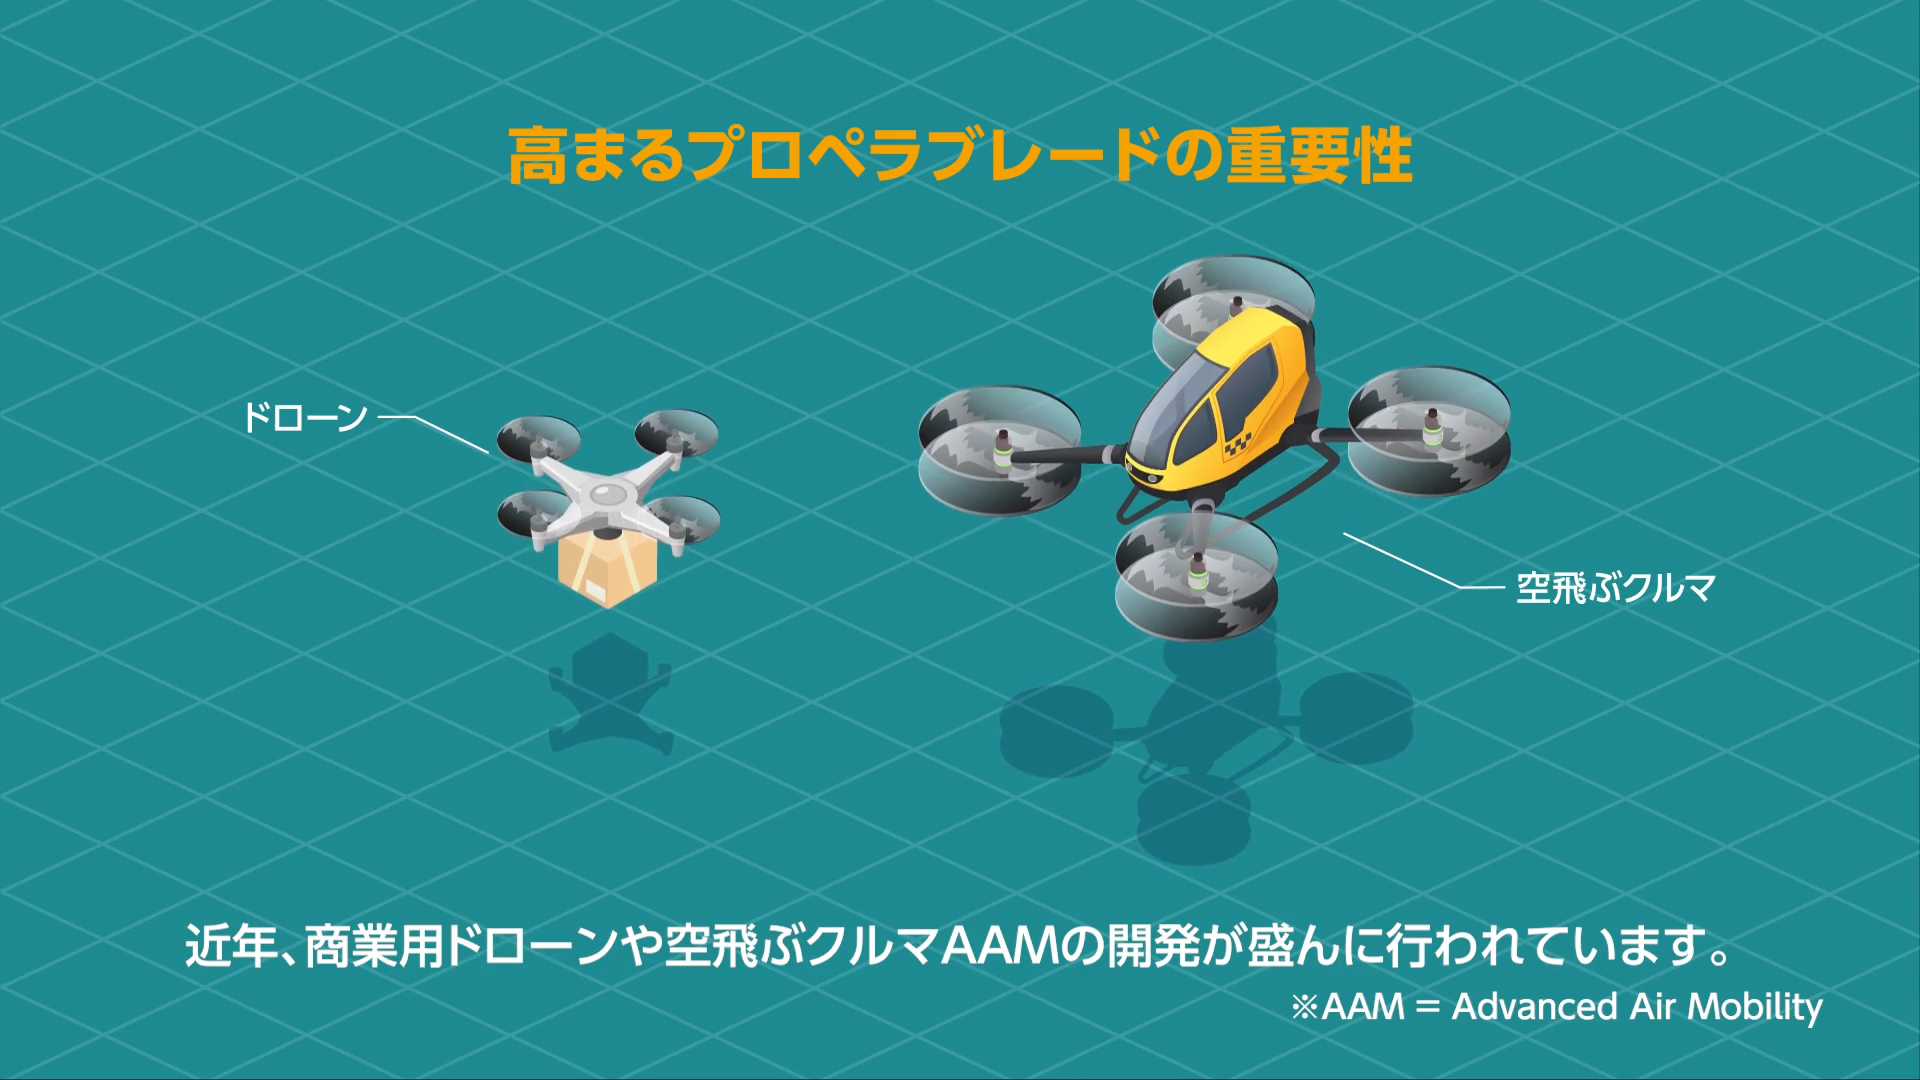 高まるプロペラブレードの重要性
ドローン
空飛ぶクルマ
近年、商業用ドローンや空飛ぶクルマAAMの開発が盛んに行われています。
※AAM = Advanced Air Mobility